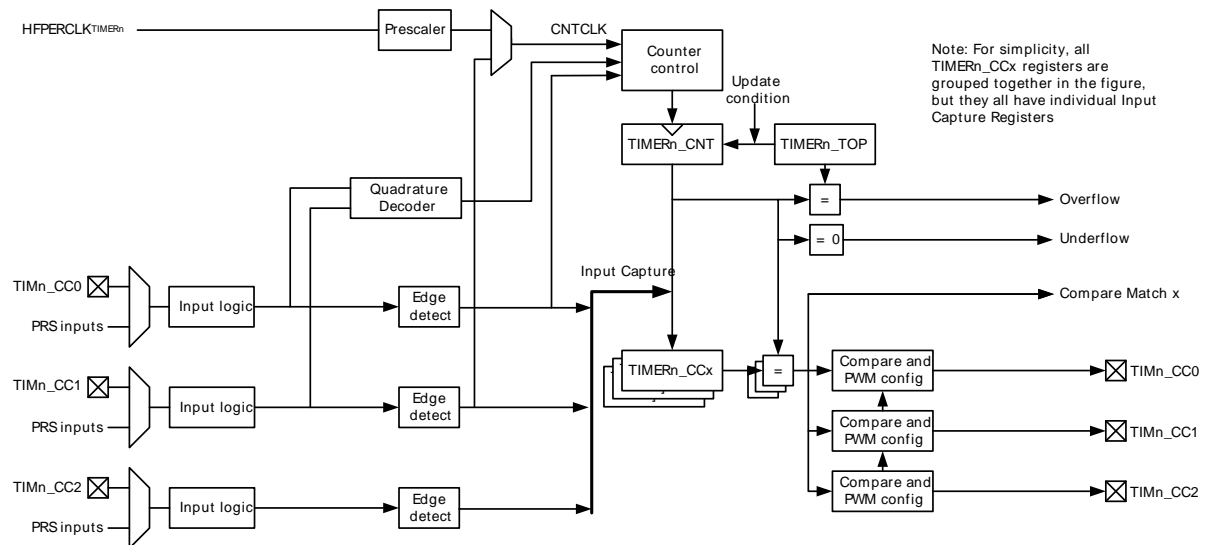 HFPERCLKTIMERn
Prescaler
CNTCLK
Counter
control
Note: For simplicity, all
TIMERn_CCx registers are
grouped together in the figure,
but they all have individual Input
Capture Registers
Update
condition
TIMERn_CNT
TIMERn_TOP
Quadrature
Decoder
=
Overflow
= 0
Underflow
Input Capture
TIMn_CC0
Input logic
Edge
detect
PRS inputs
Compare Match x
TIMERn_CCx
=
Compare and
PWM config
TIMn_CC0
TIMn_CC1
Input logic
Edge
detect
PRS inputs
Compare and
PWM config
TIMn_CC1
TIMn_CC2
Input logic
Edge
detect
PRS inputs
Compare and
PWM config
TIMn_CC2